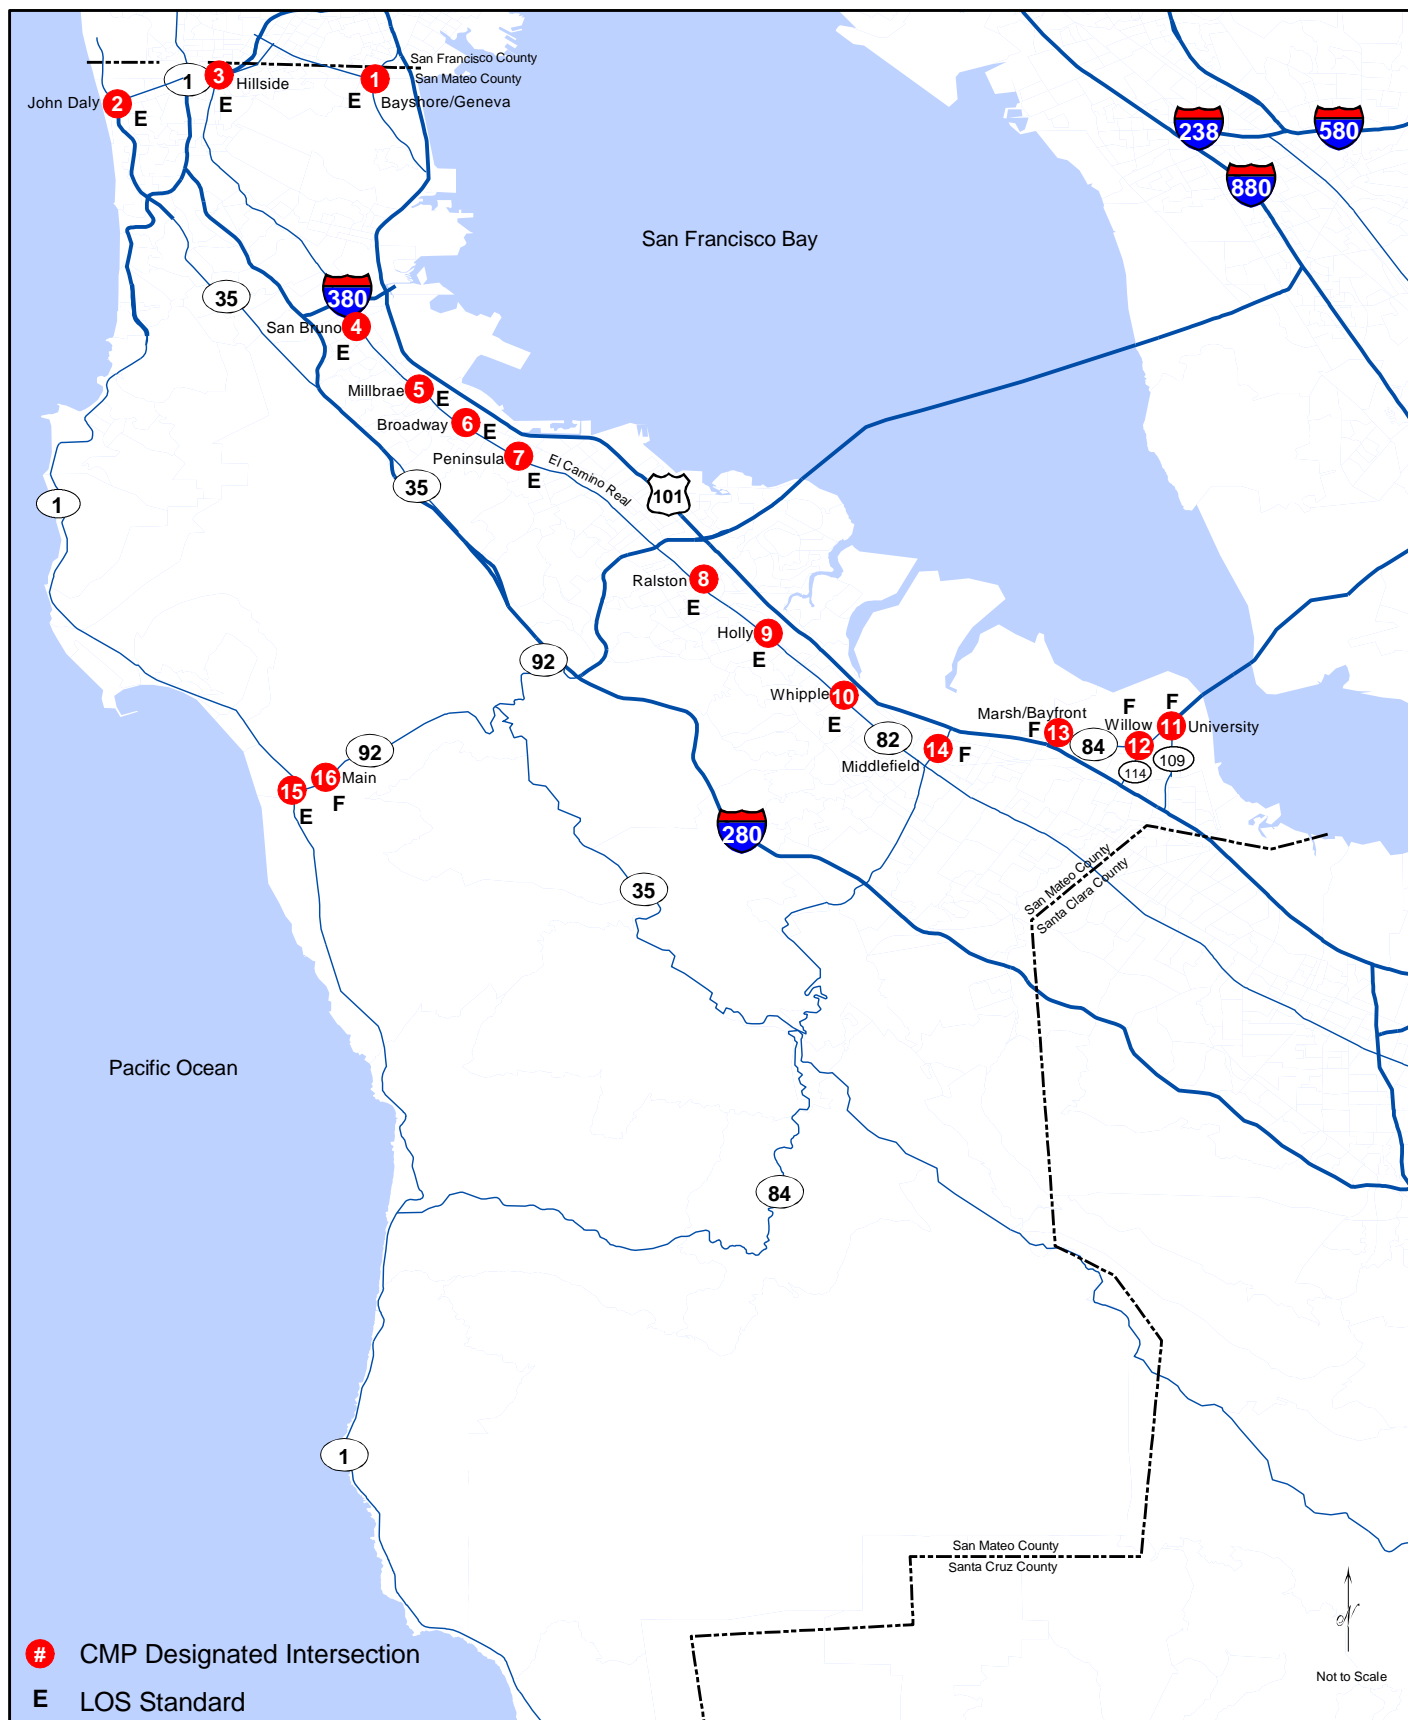 San Francisco County
San Mateo County
1
3
Hillside
E
1
Bayshore/Geneva
E
John Daly
2
E
238
580
880
San Francisco Bay
35
380
San Bruno
4
E
Millbrae
5
E
Broadway
6
E
Peninsula
7
E
El Camino Real
101
35
1
Ralston
8
E
Holly
9
E
92
Whipple
10
E
82
Middlefield
14
F
Marsh/Bayfront
F
13
84
F
Willow
12
114
F
11
University
109
92
16
Main
F
15
E
280
San Mateo County
Santa Clara County
35
Pacific Ocean
84
1
San Mateo County
Santa Cruz County
N
Not to Scale
# CMP Designated Intersection
E LOS Standard